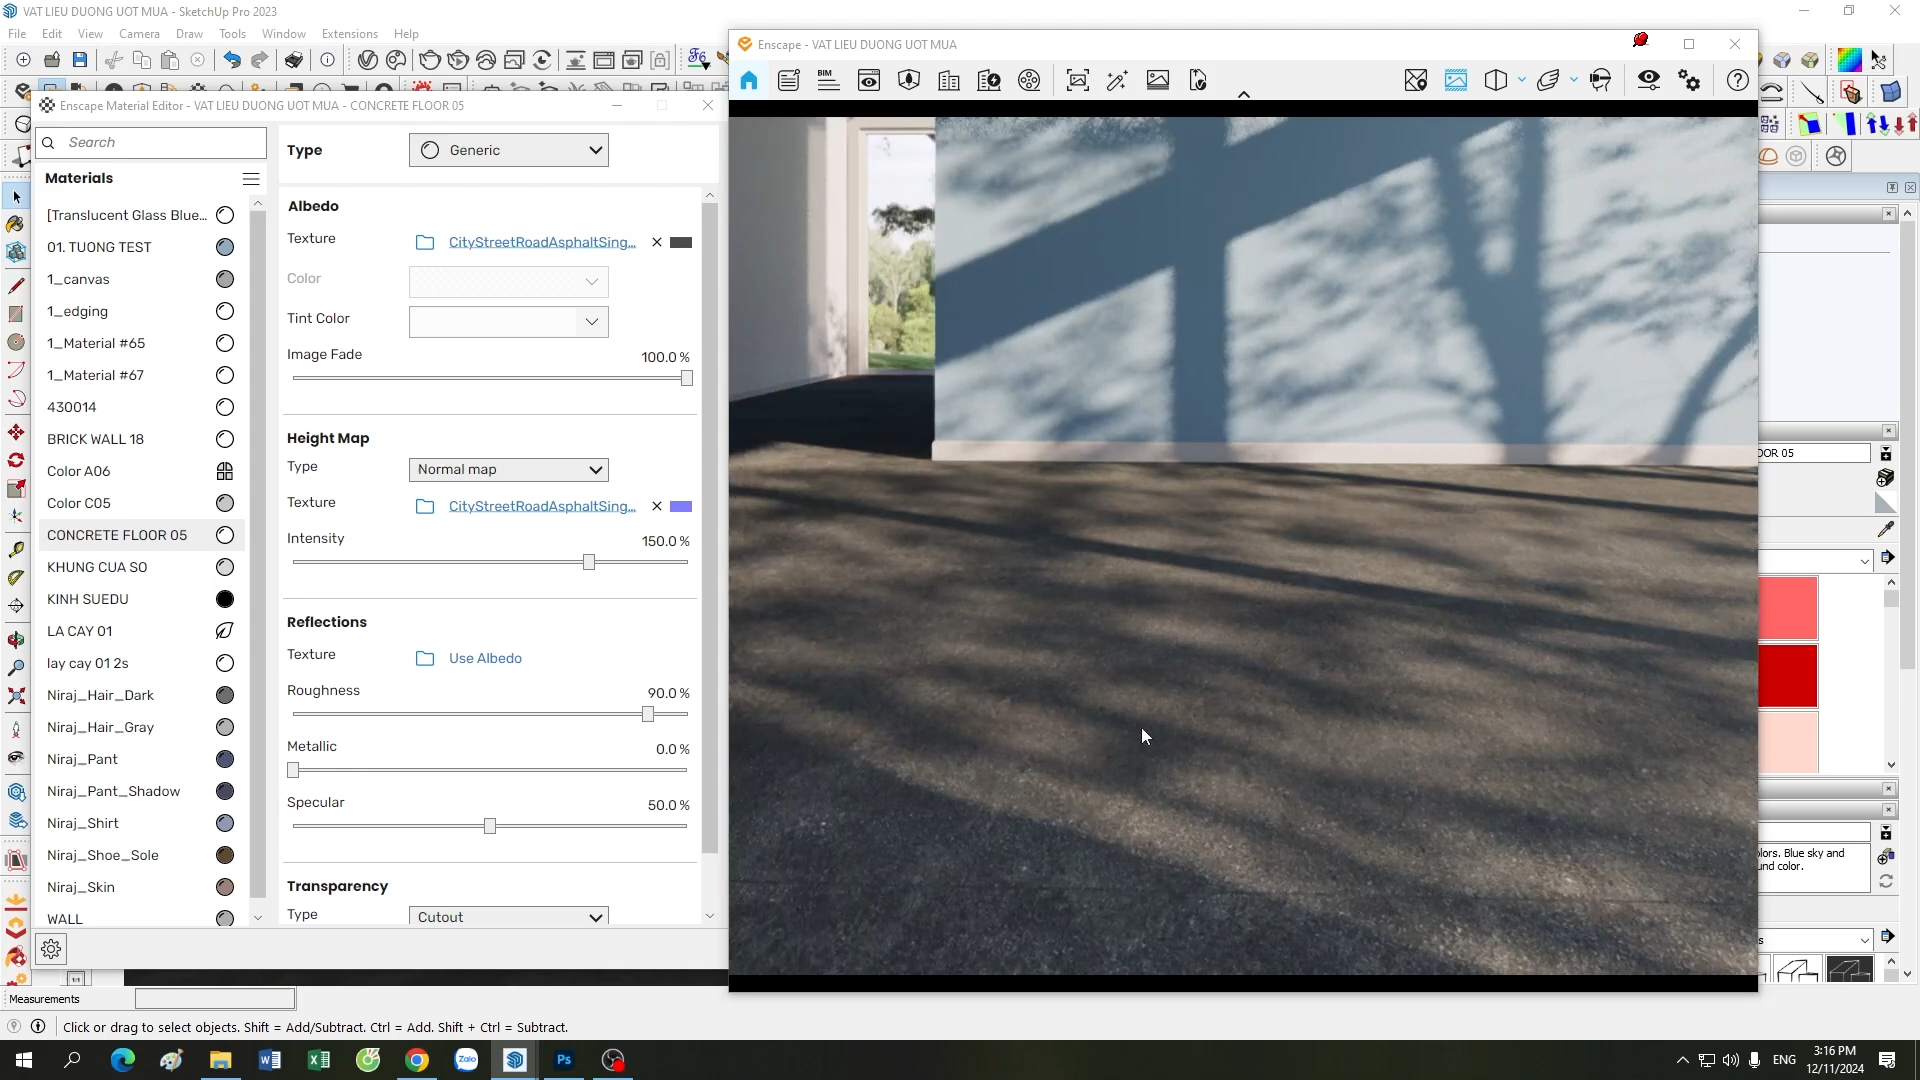 VAT LIEU DUONG UOT MUA - SketchUp Pro 2023
File Edit View Camera Draw Tools Window Extensions Help
Enscape - VAT LIEU DUONG UOT MUA
BIM
Enscape Material Editor - VAT LIEU DUONG UOT MUA - CONCRETE FLOOR 05
Search
Materials
[Translucent Glass Blue...
01. TUONG TEST
1_canvas
1_edging
1_Material #65
1_Material #67
430014
BRICK WALL 18
Color A06
Color C05
CONCRETE FLOOR 05
KHUNG CUA SO
KINH SUEDU
LA CAY 01
lay cay 01 2s
Niraj_Hair_Dark
Niraj_Hair_Gray
Niraj_Pant
Niraj_Pant_Shadow
Niraj_Shirt
Niraj_Shoe_Sole
Niraj_Skin
WALL
Type Generic
Albedo
Texture CityStreetRoadAsphaltSing...
Color
Tint Color
Image Fade 100.0 %
Height Map
Type Normal map
Texture CityStreetRoadAsphaltSing...
Intensity 150.0 %
Reflections
Texture Use Albedo
Roughness 90.0 %
Metallic 0.0 %
Specular 50.0 %
Transparency
Type Cutout
OOR 05
olors. Blue sky and
und color.
s
Measurements
Click or drag to select objects. Shift = Add/Subtract. Ctrl = Add. Shift + Ctrl = Subtract.
Zalo
Ps
ENG
3:16 PM
12/11/2024